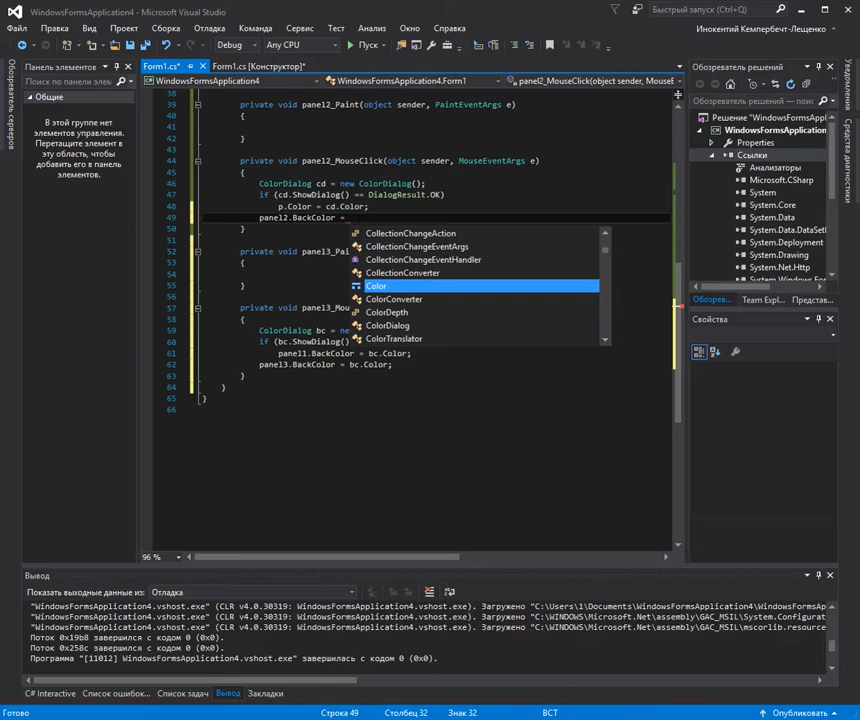 WindowsFormsApplication4 - Microsoft Visual Studio
Быстрый запуск (Ctrl+Q)
Файл Правка Вид Проект Сборка Отладка Команда Сервис Тест Анализ Окно Справка
Инокентий Кемпербечт-Лещенко
Debug Any CPU Пуск
Обозреватель серверов
Панель элементов
Поиск по панели элем
Общие
В этой группе нет
элементов управления.
Перетащите элемент в
эту область, чтобы
добавить его в панель
элементов.
Form1.cs* Form1.cs [Конструктор]*
WindowsFormsApplication4 WindowsFormsApplication4.Form1 panel2_MouseClick(object sender, MouseE
38
39 private void panel2_Paint(object sender, PaintEventArgs e)
40 {
41
42 }
43
44 private void panel2_MouseClick(object sender, MouseEventArgs e)
45 {
46 ColorDialog cd = new ColorDialog();
47 if (cd.ShowDialog() == DialogResult.OK)
48 p.Color = cd.Color;
49 panel2.BackColor =
50 }
51
52 private void panel3_Pai
53 {
54
55 }
56
57 private void panel3_Mou
58 {
59 ColorDialog bc = ne
60 if (bc.ShowDialog()
61 panel1.BackColor = bc.Color;
62 panel3.BackColor = bc.Color;
63 }
64 }
65 }
66
CollectionChangeAction
CollectionChangeEventArgs
CollectionChangeEventHandler
CollectionConverter
Color
ColorConverter
ColorDepth
ColorDialog
ColorTranslator
96 %
Обозреватель решений
Обозреватель решений — пои
Решение "WindowsFormsApplication
WindowsFormsApplication
Properties
Ссылки
Анализаторы
Microsoft.CSharp
System
System.Core
System.Data
System.Data.DataSet
System.Deployment
System.Drawing
System.Net.Http
System.Windows.Form
Обозрев... Team Expl... Представ...
Средства диагностики
Свойства
Вывод
Показать выходные данные из: Отладка
"WindowsFormsApplication4.vshost.exe" (CLR v4.0.30319: WindowsFormsApplication4.vshost.exe). Загружено "C:\Users\1\Documents\WindowsFormsApplication4\WindowsFormsAp
"WindowsFormsApplication4.vshost.exe" (CLR v4.0.30319: WindowsFormsApplication4.vshost.exe). Загружено "C:\WINDOWS\Microsoft.Net\assembly\GAC_MSIL\System.Configurat
"WindowsFormsApplication4.vshost.exe" (CLR v4.0.30319: WindowsFormsApplication4.vshost.exe). Загружено "C:\WINDOWS\Microsoft.Net\assembly\GAC_MSIL\mscorlib.resource
Поток 0x19b8 завершился с кодом 0 (0x0).
Поток 0x258c завершился с кодом 0 (0x0).
Программа "[11012] WindowsFormsApplication4.vshost.exe" завершилась с кодом 0 (0x0).
C# Interactive Список ошибок... Список задач Вывод Закладки
Готово Строка 49 Столбец 32 Знак 32 ВСТ Опубликовать